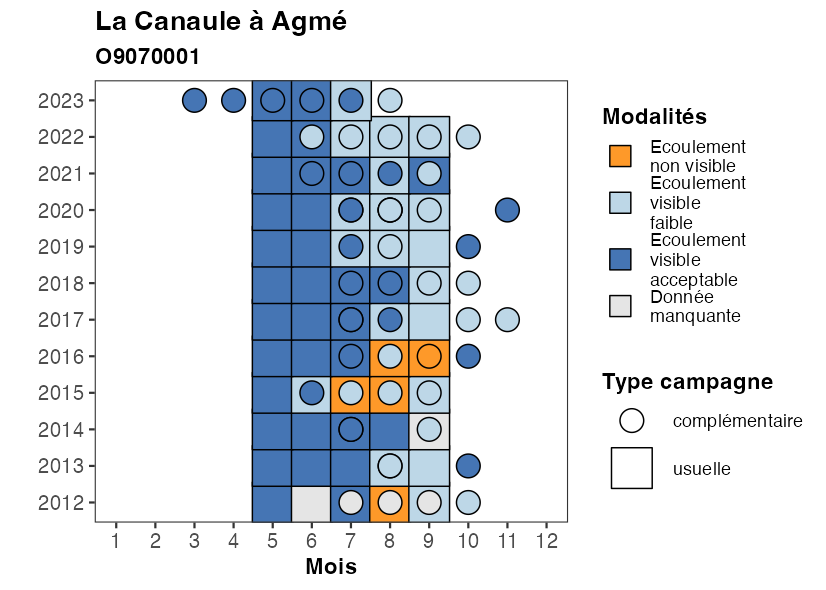 La Canaule à Agmé
O9070001
2023
2022
2021
2020
2019
2018
2017
2016
2015
2014
2013
2012
1 2 3 4 5 6 7 8 9 10 11 12
Mois
Modalités
Ecoulement
non visible
Ecoulement
visible
faible
Ecoulement
visible
acceptable
Donnée
manquante
Type campagne
complémentaire
usuelle